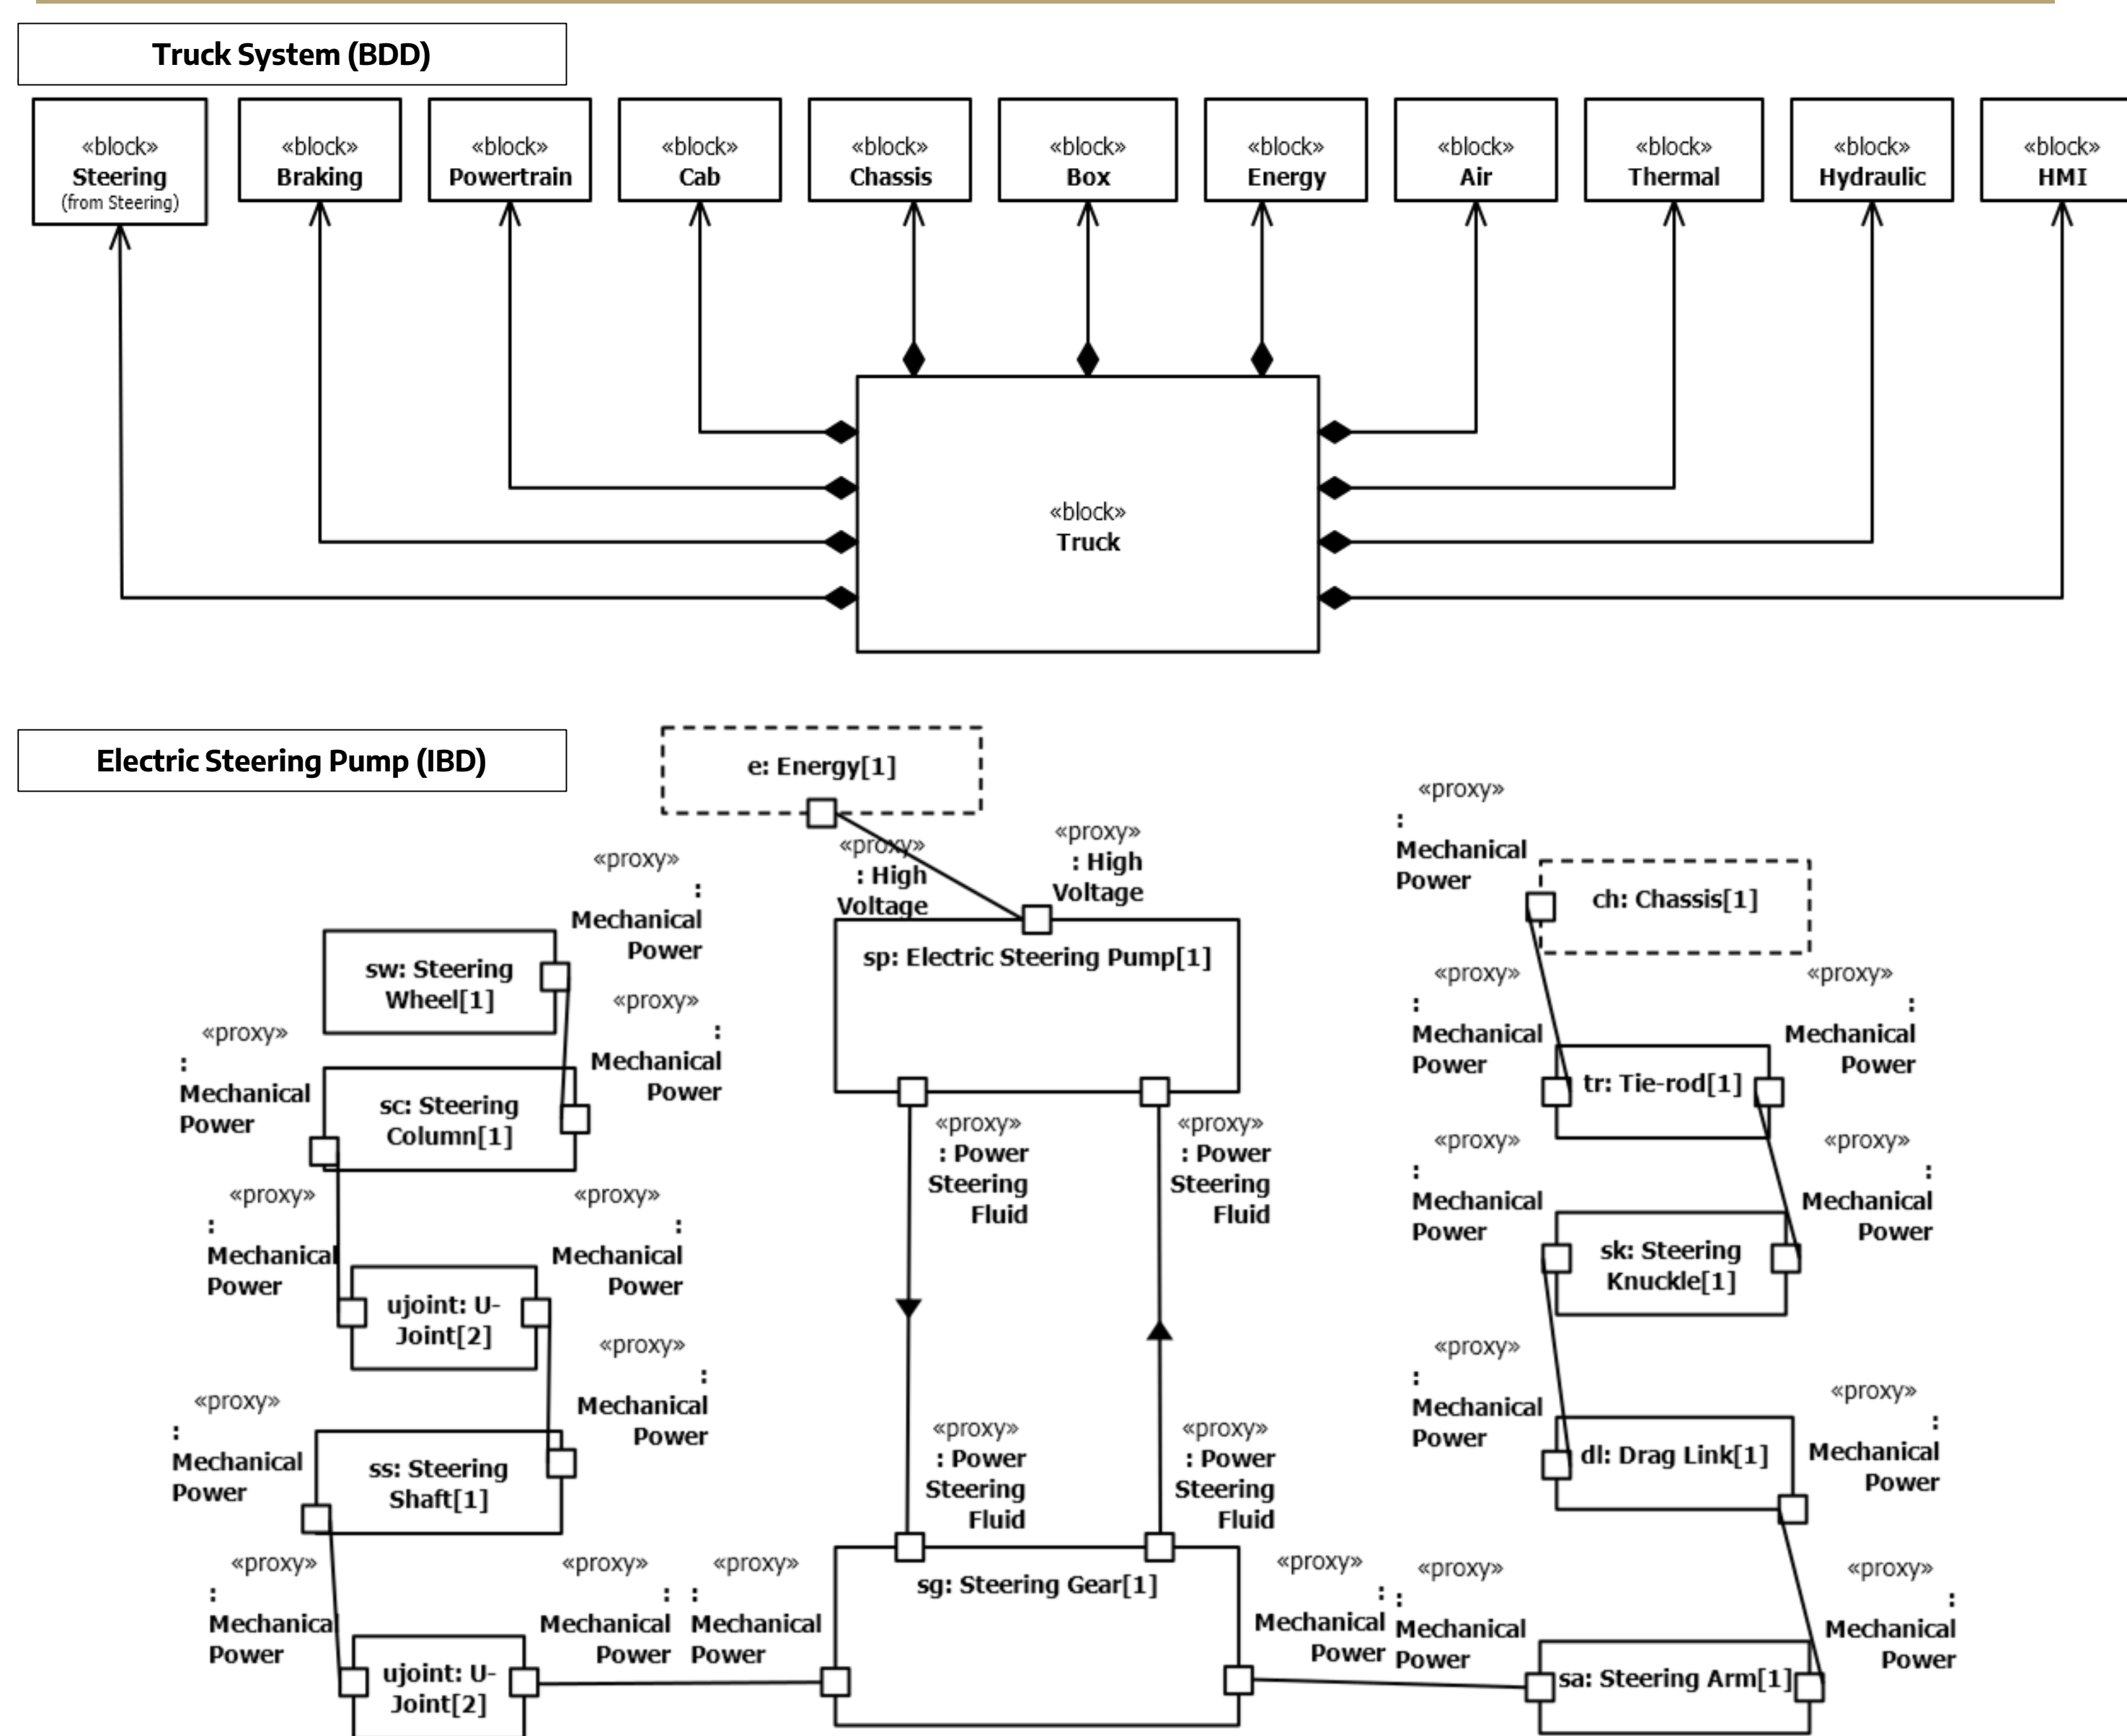 Truck System (BDD)
«block»
Steering
(from Steering)
«block»
Braking
«block»
Powertrain
«block»
Cab
«block»
Chassis
«block»
Box
«block»
Energy
«block»
Air
«block»
Thermal
«block»
Hydraulic
«block»
HMI
«block»
Truck
Electric Steering Pump (IBD)
e: Energy[1]
«proxy»
: High
Voltage
«proxy»
: High
Voltage
sp: Electric Steering Pump[1]
«proxy»
:
Mechanical
Power
sw: Steering
Wheel[1]
«proxy»
:
Mechanical
Power
«proxy»
:
Mechanical
Power
sc: Steering
Column[1]
«proxy»
:
Mechanical
Power
«proxy»
:
Mechanical
Power
ujoint: U-
Joint[2]
«proxy»
:
Mechanical
Power
«proxy»
:
Mechanical
Power
ss: Steering
Shaft[1]
«proxy»
:
Mechanical
Power
«proxy»
:
Mechanical
Power
ujoint: U-
Joint[2]
«proxy»
: Power
Steering
Fluid
«proxy»
: Power
Steering
Fluid
«proxy»
: Power
Steering
Fluid
«proxy»
: Power
Steering
Fluid
«proxy»
:
Mechanical
Power
sg: Steering Gear[1]
«proxy»
:
Mechanical
Power
«proxy»
:
Mechanical
Power
ch: Chassis[1]
«proxy»
:
Mechanical
Power
«proxy»
:
Mechanical
Power
tr: Tie-rod[1]
«proxy»
:
Mechanical
Power
«proxy»
:
Mechanical
Power
sk: Steering
Knuckle[1]
«proxy»
:
Mechanical
Power
«proxy»
:
Mechanical
Power
dl: Drag Link[1]
«proxy»
:
Mechanical
Power
«proxy»
:
Mechanical
Power
sa: Steering Arm[1]